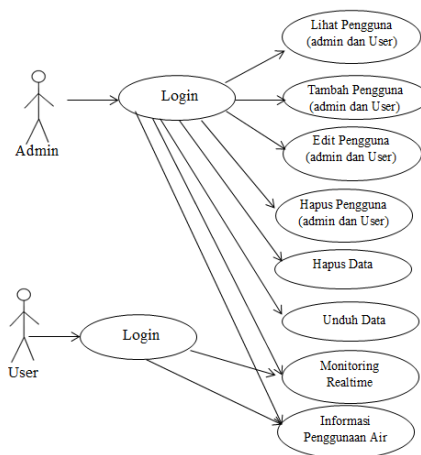 Lihat Pengguna
(admin dan User)
Login
Tambah Pengguna
(admin dan User)
Admin
Edit Pengguna
(admin dan User)
Hapus Pengguna
(admin dan User)
Hapus Data
Unduh Data
Login
User
Monitoring
Realtime
Informasi
Penggunaan Air